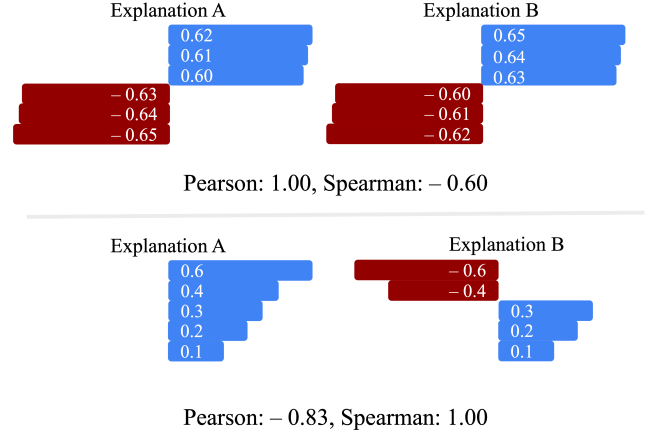 Explanation A Explanation B
0.62 0.65
0.61 0.64
0.60 0.63
– 0.63 – 0.60
– 0.64 – 0.61
– 0.65 – 0.62
Pearson: 1.00, Spearman: – 0.60
Explanation A Explanation B
0.6 – 0.6
0.4 – 0.4
0.3 0.3
0.2 0.2
0.1 0.1
Pearson: – 0.83, Spearman: 1.00